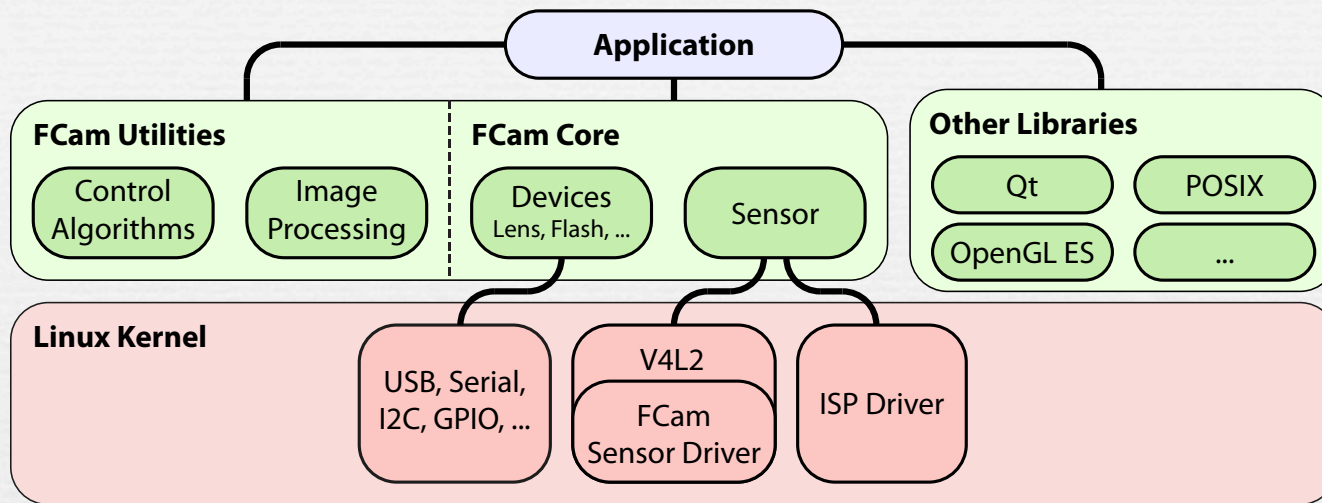 Application
FCam Utilities
Control
Algorithms
Image
Processing
FCam Core
Devices
Lens, Flash, ...
Sensor
Other Libraries
Qt
POSIX
OpenGL ES
...
Linux Kernel
USB, Serial,
I2C, GPIO, ...
V4L2
FCam
Sensor Driver
ISP Driver